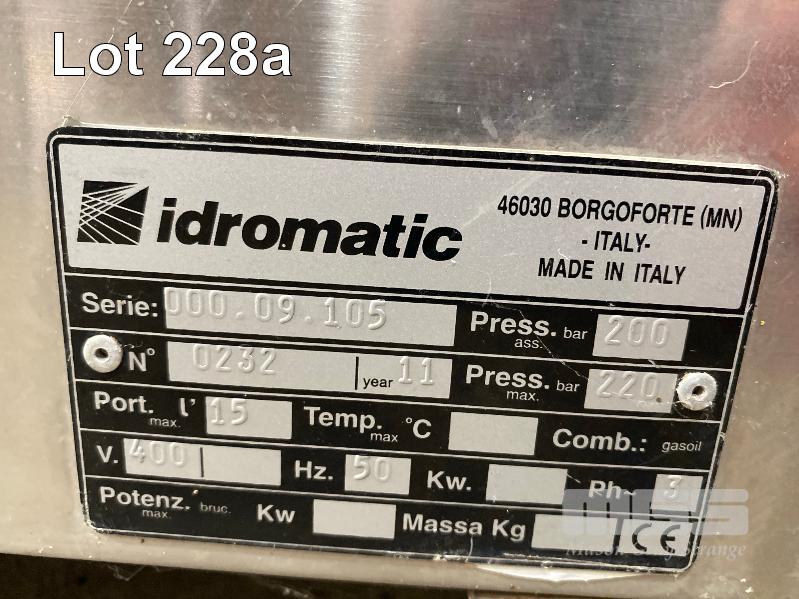 Lot 228a
idromatic
46030 BORGOFORTE (MN)
- ITALY-
MADE IN ITALY
Serie: 000.09.105 Press. ass. bar 200
N° 0232 year 11 Press. max. bar 220
Port. max. l' 15 Temp. max °C Comb.: gasoil
V. 400 Hz. 50 Kw. Ph~ 3
Potenz. max. bruc. Kw Massa Kg CE